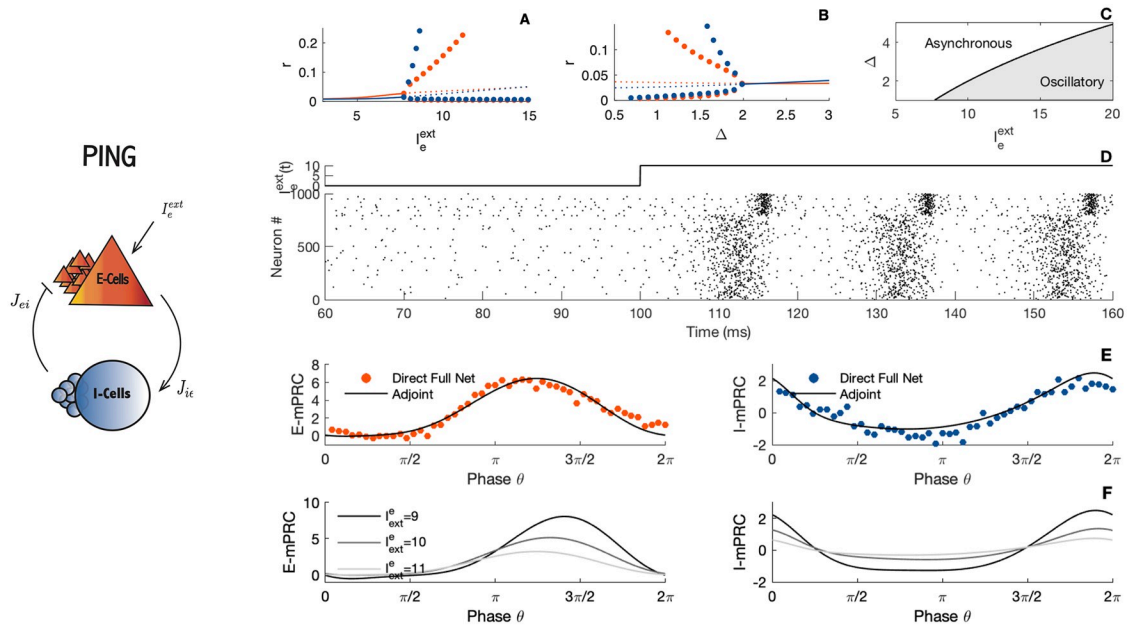 PING
I_e^ext
E-Cells
J_ei
I-Cells
A
r
0.2
0.1
0
5
10
15
I_e^ext
B
r
0.1
0.05
0
0.5
1
1.5
2
2.5
3
Δ
C
Δ
4
2
Asynchronous
Oscillatory
5
10
15
20
I_e^ext
D
I_e^ext(t)
10
5
0
Neuron #
1000
500
0
60
70
80
90
100
110
120
130
140
150
160
Time (ms)
E
E-mPRC
8
6
4
2
0
Direct Full Net
Adjoint
0
π/2
π
3π/2
2π
Phase θ
I-mPRC
2
0
-2
Direct Full Net
Adjoint
0
π/2
π
3π/2
2π
Phase θ
F
E-mPRC
10
5
0
I^e_ext=9
I^e_ext=10
I^e_ext=11
0
π/2
π
3π/2
2π
Phase θ
I-mPRC
2
0
-2
0
π/2
π
3π/2
2π
Phase θ